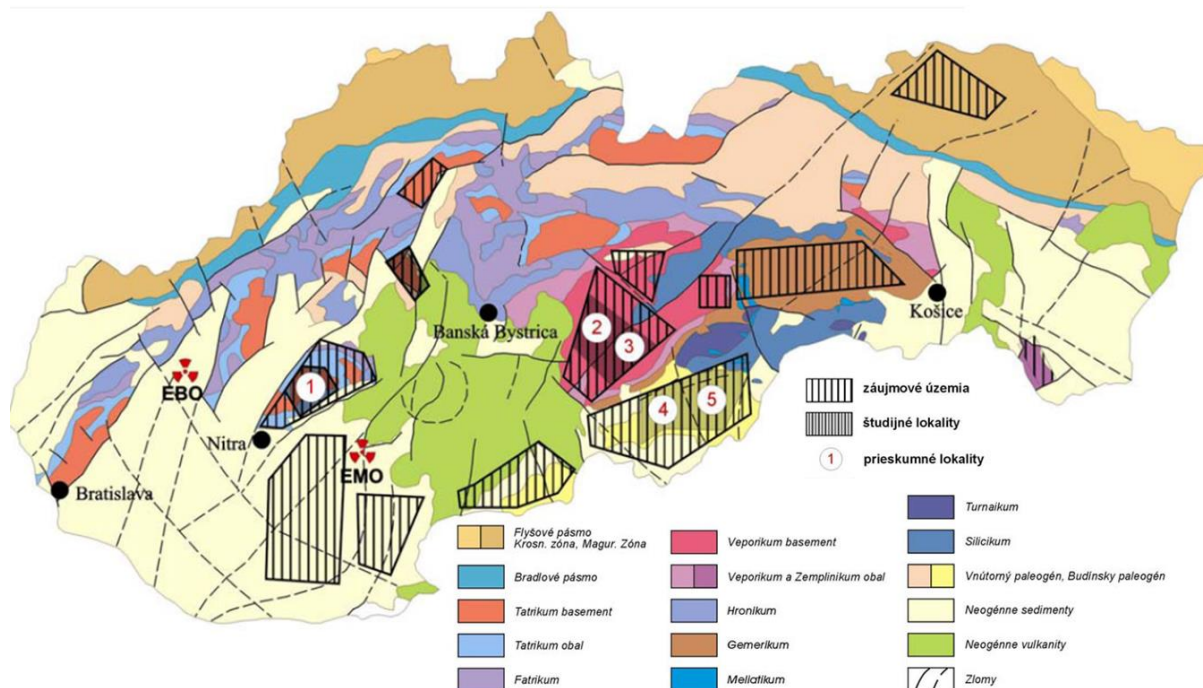 Banská Bystrica
Košice
EBO
Nitra
EMO
Bratislava
1
2
3
4
5
záujmové územia
študijné lokality
1 prieskumné lokality
Flyšové pásmo
Krosn. zóna, Magur. Zóna
Bradlové pásmo
Tatrikum basement
Tatrikum obal
Fatrikum
Veporikum basement
Veporikum a Zemplinikum obal
Hronikum
Gemerikum
Meliatikum
Turnaikum
Silicikum
Vnútorný paleogén, Budínsky paleogén
Neogénne sedimenty
Neogénne vulkanity
Zlomy